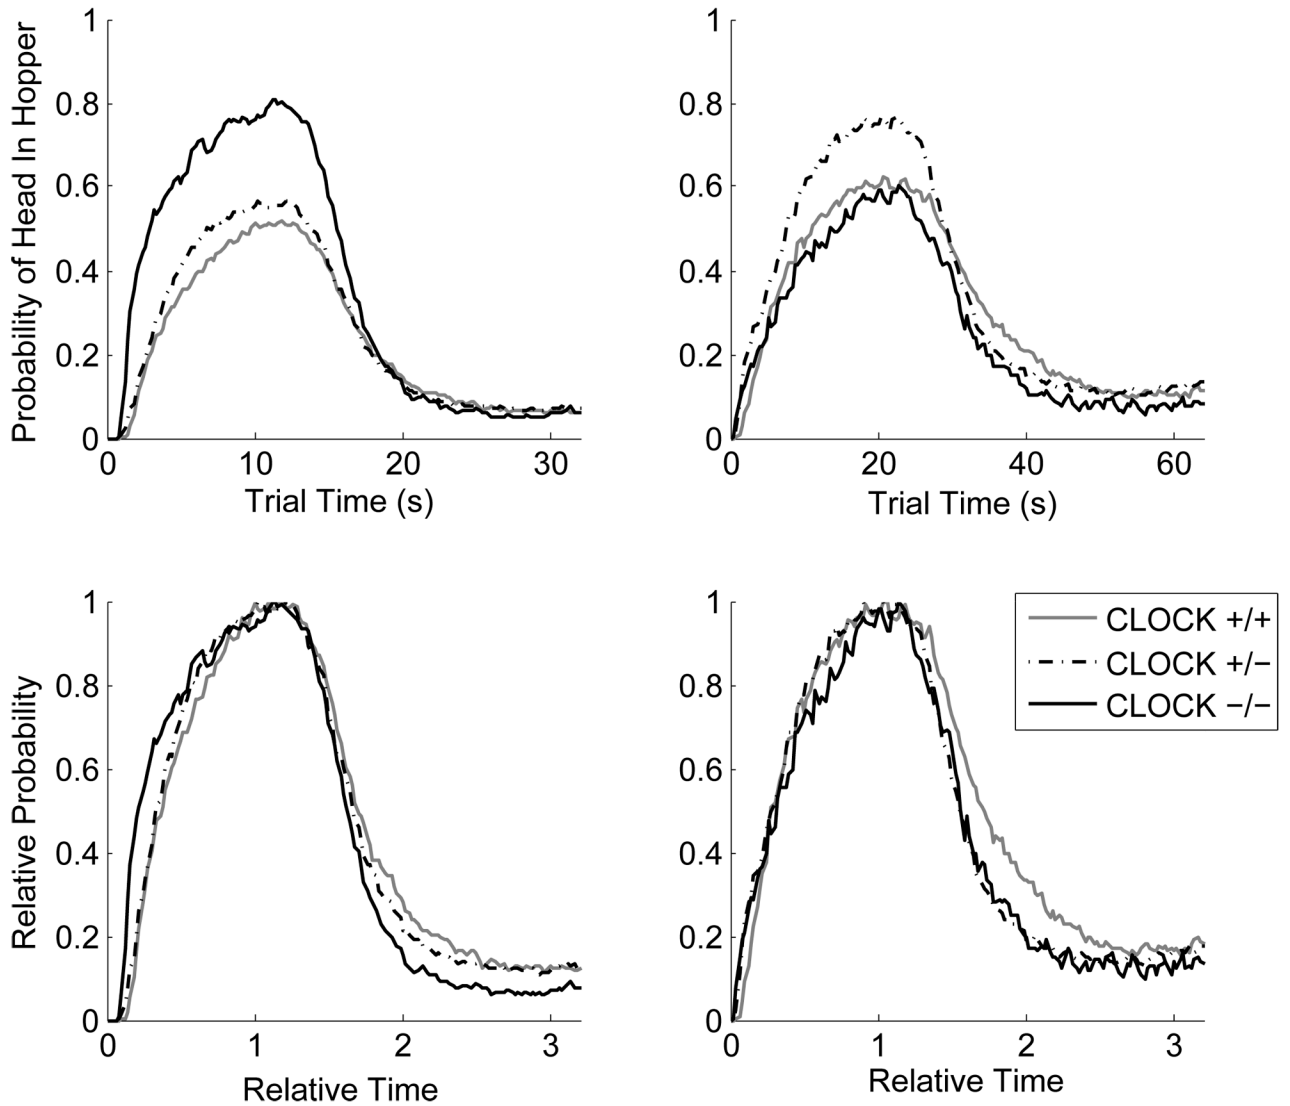 Probability of Head In Hopper
1
0.8
0.6
0.4
0.2
0
0 10 20 30
Trial Time (s)
1
0.8
0.6
0.4
0.2
0
0 20 40 60
Trial Time (s)
Relative Probability
1
0.8
0.6
0.4
0.2
0
0 1 2 3
Relative Time
1
0.8
0.6
0.4
0.2
0
0 1 2 3
Relative Time
CLOCK +/+
CLOCK +/−
CLOCK −/−